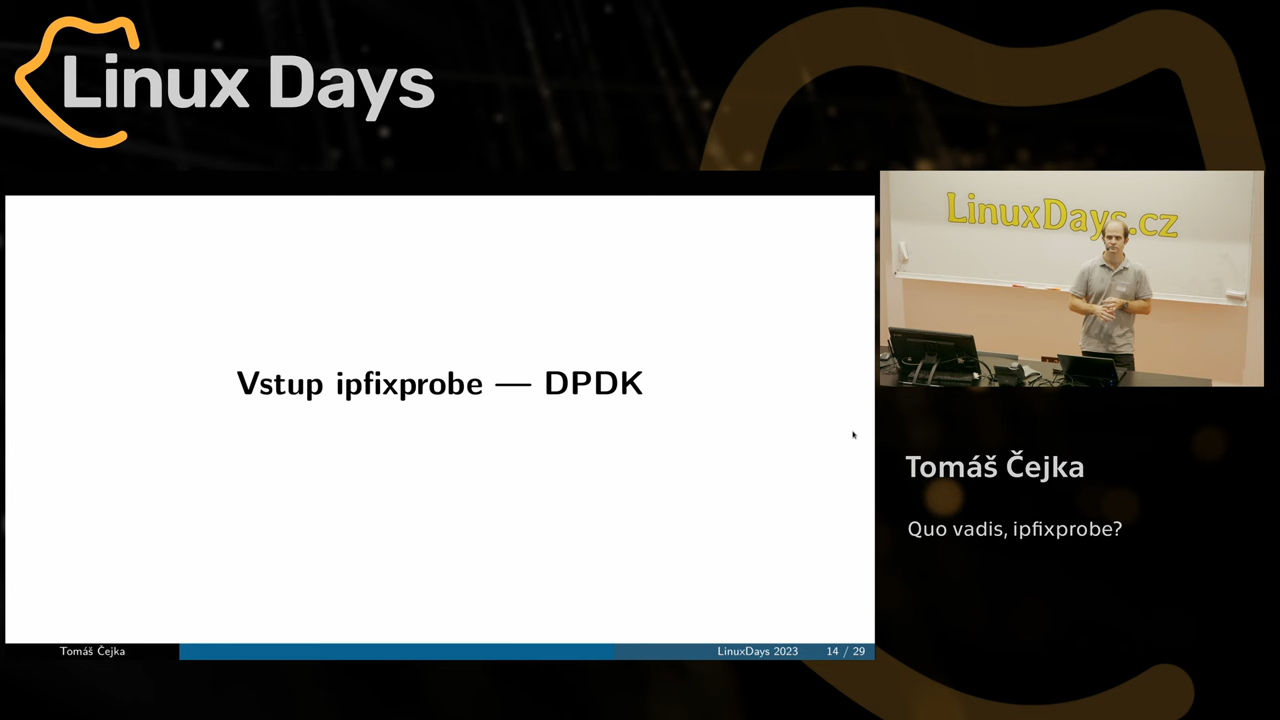 Linux Days
LinuxDays.cz
Vstup ipfixprobe — DPDK
Tomáš Čejka
Quo vadis, ipfixprobe?
Tomáš Čejka
LinuxDays 2023
14 / 29